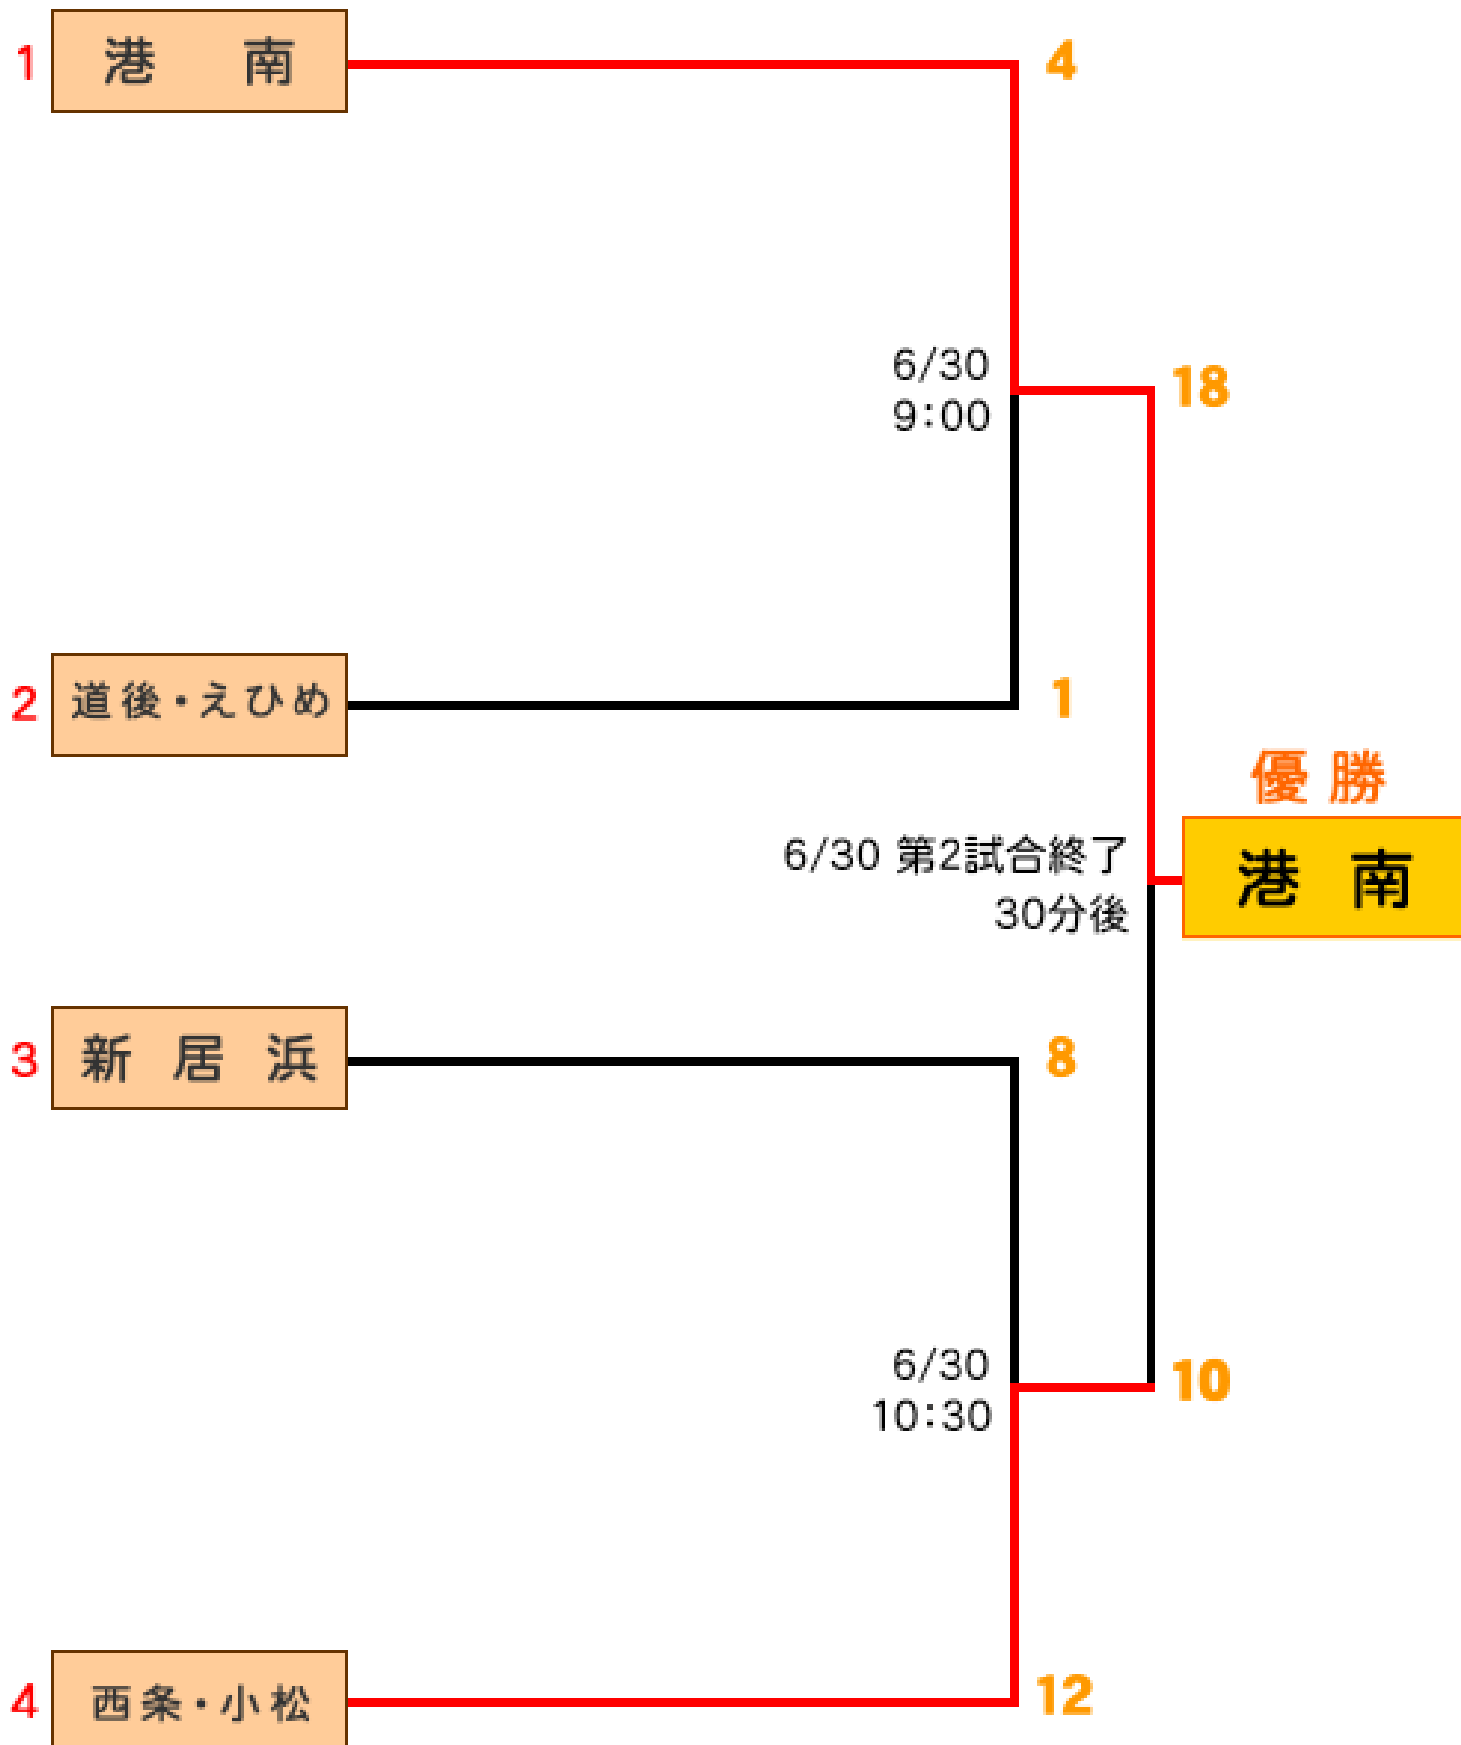 1 港 南 4
6/30
9:00
18
2 道後・えひめ 1
優勝
港 南
6/30 第2試合終了
30分後
3 新居浜 8
6/30
10:30
10
4 西条・小松 12